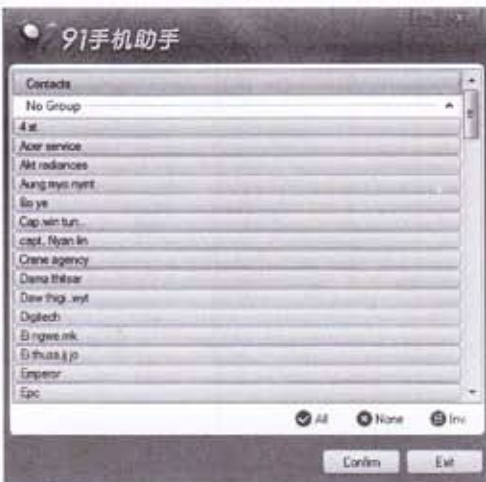 91手机助手
Contacts
No Group
4 st
Acer service
Akt radiances
Aung myo nynt
Bo ye
Cap.win tun..
capt. Nyan lin
Crane agency
Dama thitsar
Daw thigi..wyt
Digitech
Ei ngwe.mk
Ei thusa.jj jo
Emperor
Epc
All None Inv
Confirm Exit